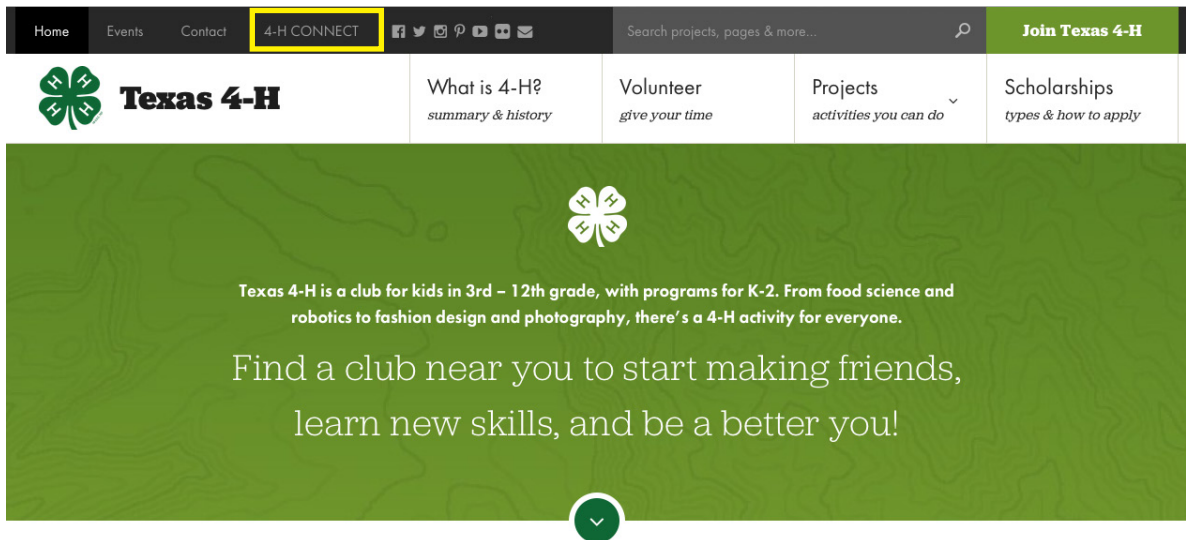 Home Events Contact 4-H CONNECT Search projects, pages & more... Join Texas 4-H
H H H H
Texas 4-H
What is 4-H?
summary & history
Volunteer
give your time
Projects
activities you can do
Scholarships
types & how to apply
H H
H H
Texas 4-H is a club for kids in 3rd – 12th grade, with programs for K-2. From food science and
robotics to fashion design and photography, there's a 4-H activity for everyone.
Find a club near you to start making friends,
learn new skills, and be a better you!